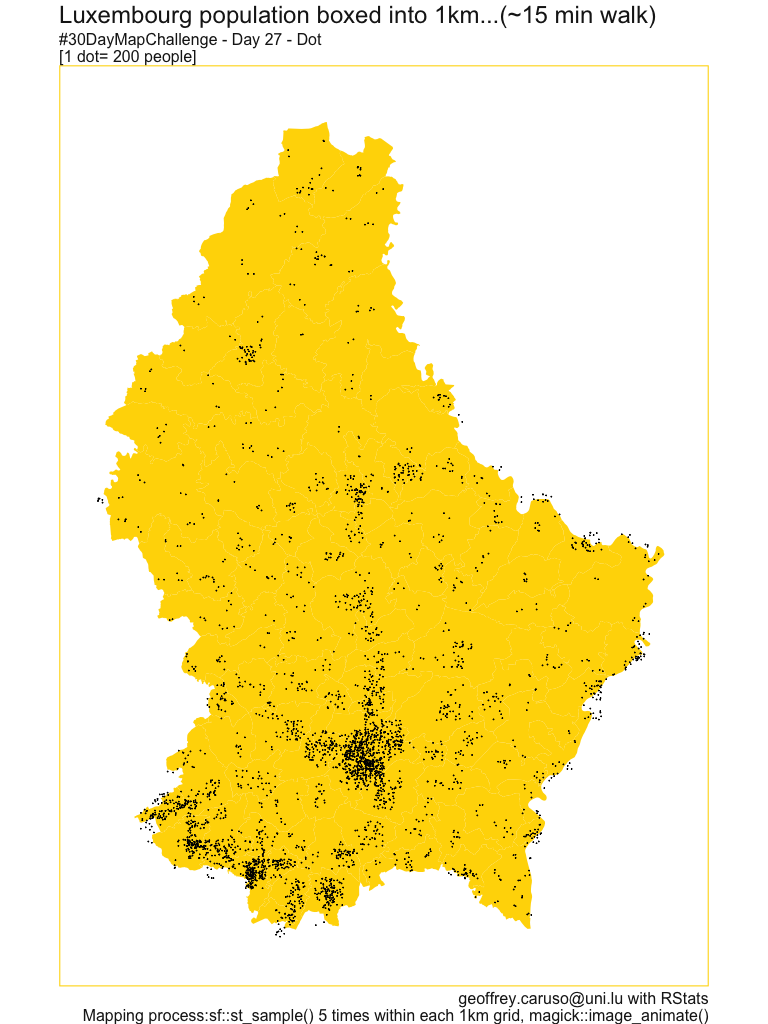 Luxembourg population boxed into 1km...(~15 min walk)
#30DayMapChallenge - Day 27 - Dot
[1 dot= 200 people]
geoffrey.caruso@uni.lu with RStats
Mapping process:sf::st_sample() 5 times within each 1km grid, magick::image_animate()